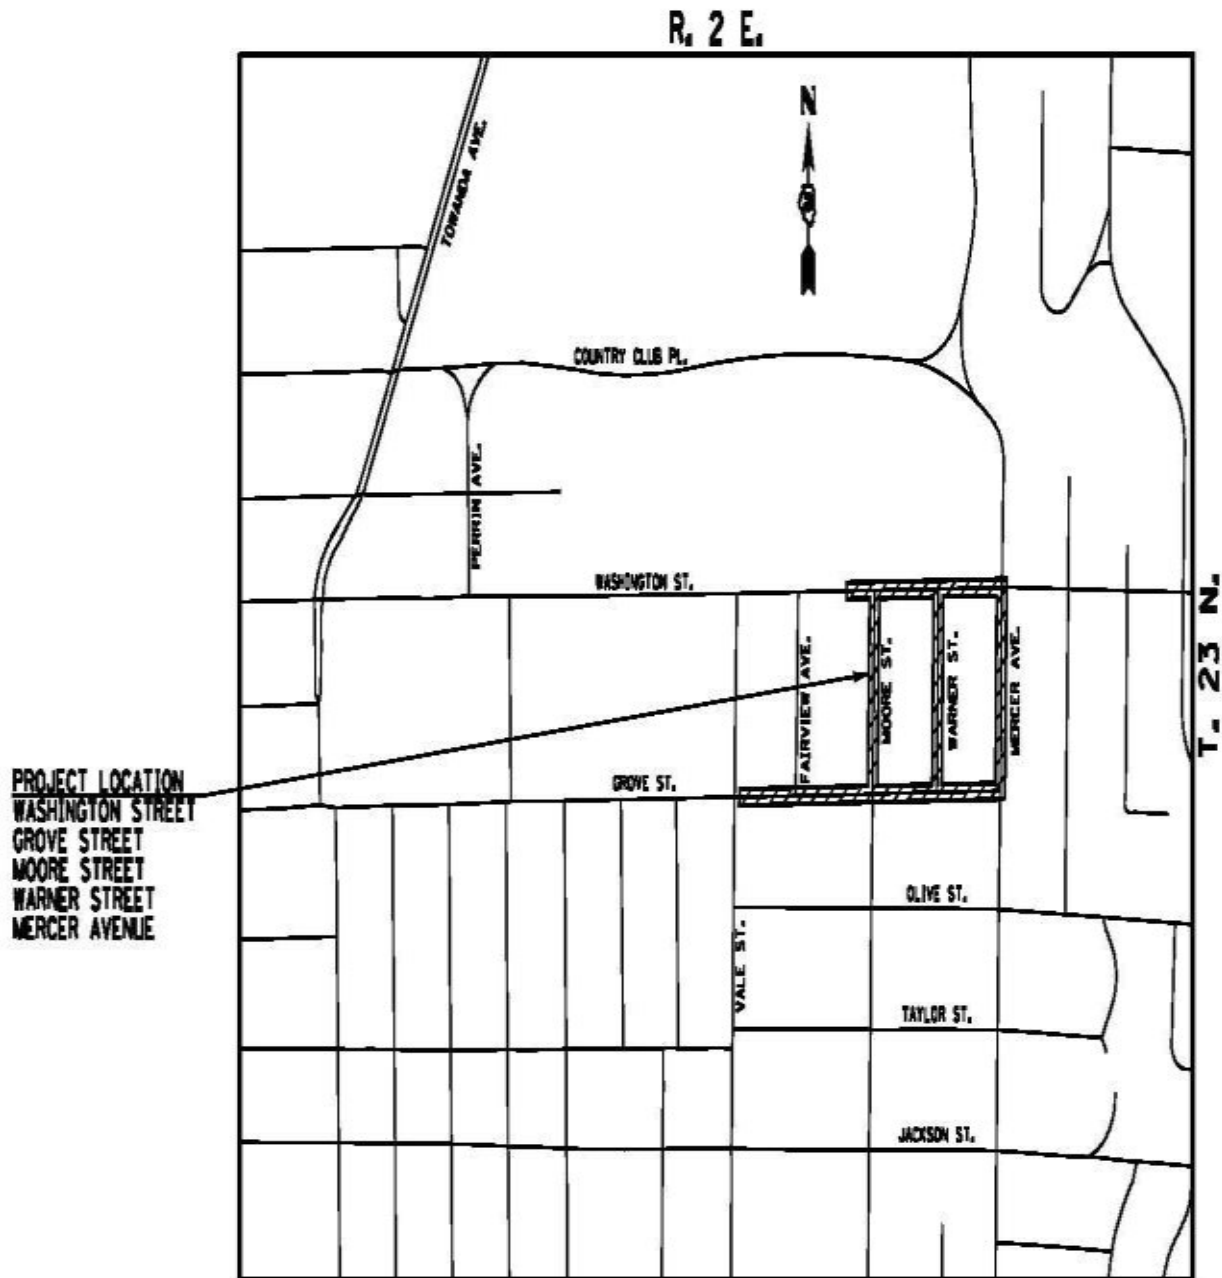 R. 2 E.
N
TOWANDA AVE.
COUNTRY CLUB PL.
PERRIN AVE.
WASHINGTON ST.
FAIRVIEW AVE.
MOORE ST.
WARNER ST.
MERCER AVE.
T. 23 N.
GROVE ST.
PROJECT LOCATION
WASHINGTON STREET
GROVE STREET
MOORE STREET
WARNER STREET
MERCER AVENUE
OLIVE ST.
VALE ST.
TAYLOR ST.
JACKSON ST.